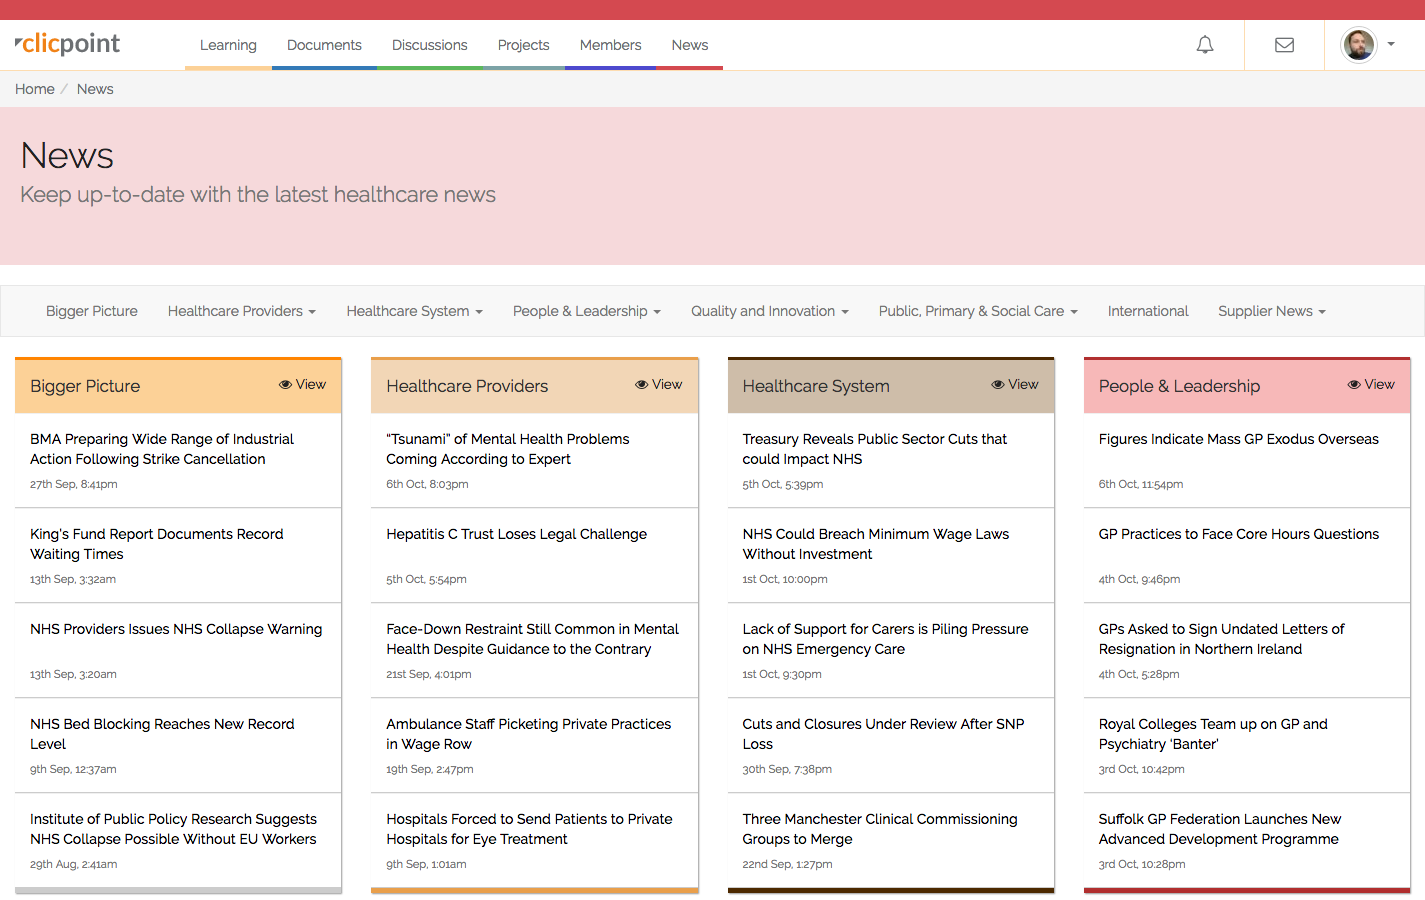 clicpoint
Learning Documents Discussions Projects Members News
Home / News
News
Keep up-to-date with the latest healthcare news
Bigger Picture Healthcare Providers Healthcare System People & Leadership Quality and Innovation Public, Primary & Social Care International Supplier News
Bigger Picture View
BMA Preparing Wide Range of Industrial
Action Following Strike Cancellation
27th Sep, 8:41pm
King's Fund Report Documents Record
Waiting Times
13th Sep, 3:32am
NHS Providers Issues NHS Collapse Warning
13th Sep, 3:20am
NHS Bed Blocking Reaches New Record
Level
9th Sep, 12:37am
Institute of Public Policy Research Suggests
NHS Collapse Possible Without EU Workers
29th Aug, 2:41am
Healthcare Providers View
"Tsunami" of Mental Health Problems
Coming According to Expert
6th Oct, 8:03pm
Hepatitis C Trust Loses Legal Challenge
5th Oct, 5:54pm
Face-Down Restraint Still Common in Mental
Health Despite Guidance to the Contrary
21st Sep, 4:01pm
Ambulance Staff Picketing Private Practices
in Wage Row
19th Sep, 2:47pm
Hospitals Forced to Send Patients to Private
Hospitals for Eye Treatment
9th Sep, 1:01am
Healthcare System View
Treasury Reveals Public Sector Cuts that
could Impact NHS
5th Oct, 5:39pm
NHS Could Breach Minimum Wage Laws
Without Investment
1st Oct, 10:00pm
Lack of Support for Carers is Piling Pressure
on NHS Emergency Care
1st Oct, 9:30pm
Cuts and Closures Under Review After SNP
Loss
30th Sep, 7:38pm
Three Manchester Clinical Commissioning
Groups to Merge
22nd Sep, 1:27pm
People & Leadership View
Figures Indicate Mass GP Exodus Overseas
6th Oct, 11:54pm
GP Practices to Face Core Hours Questions
4th Oct, 9:46pm
GPs Asked to Sign Undated Letters of
Resignation in Northern Ireland
4th Oct, 5:28pm
Royal Colleges Team up on GP and
Psychiatry 'Banter'
3rd Oct, 10:42pm
Suffolk GP Federation Launches New
Advanced Development Programme
3rd Oct, 10:28pm